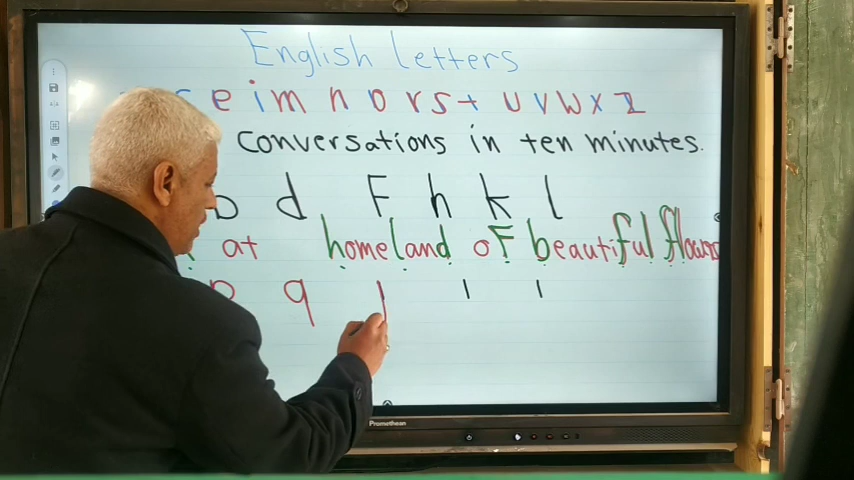 English letters
e i m n o r s t u v w x z
conversations in ten minutes.
d F h k l
at homeland of beautiful flowers
p q
Promethean